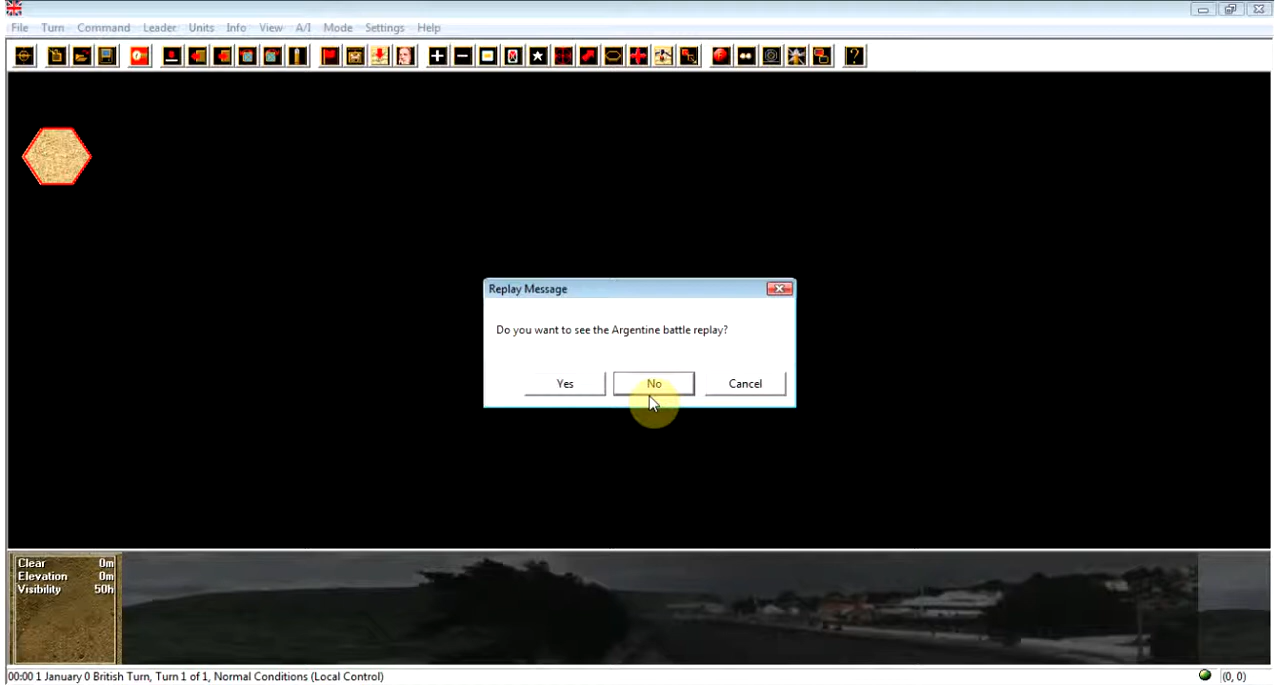 File Turn Command Leader Units Info View A/I Mode Settings Help
?
Replay Message
Do you want to see the Argentine battle replay?
Yes No Cancel
Clear 0m
Elevation 0m
Visibility 50h
00:00 1 January 0 British Turn, Turn 1 of 1, Normal Conditions (Local Control) (0, 0)